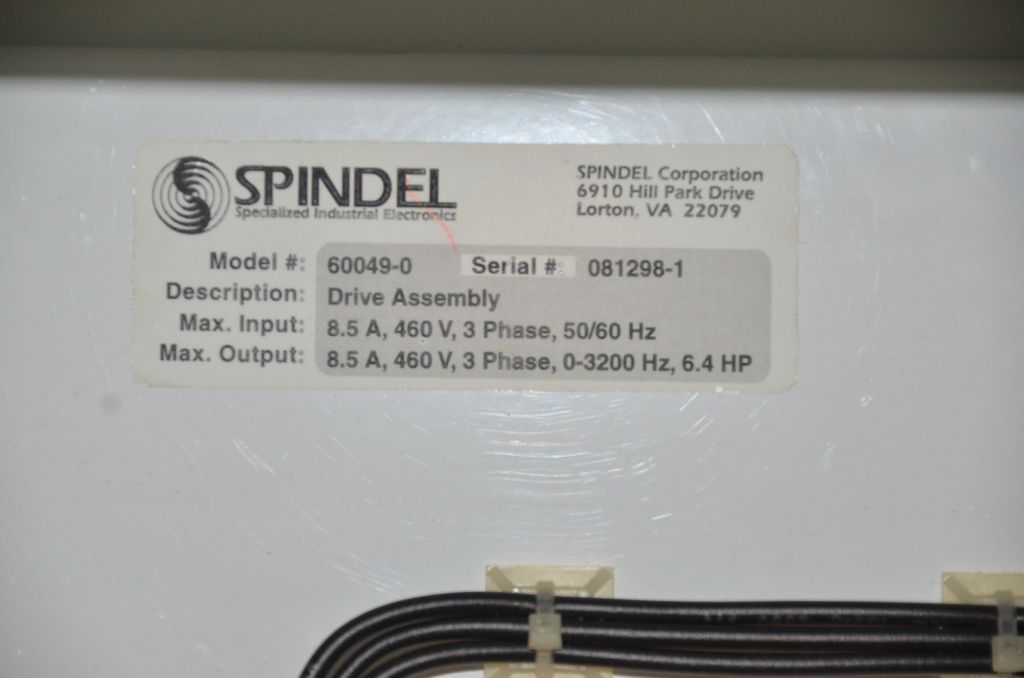 SPINDEL
Specialized Industrial Electronics
SPINDEL Corporation
6910 Hill Park Drive
Lorton, VA 22079
Model #: 60049-0 Serial #: 081298-1
Description: Drive Assembly
Max. Input: 8.5 A, 460 V, 3 Phase, 50/60 Hz
Max. Output: 8.5 A, 460 V, 3 Phase, 0-3200 Hz, 6.4 HP